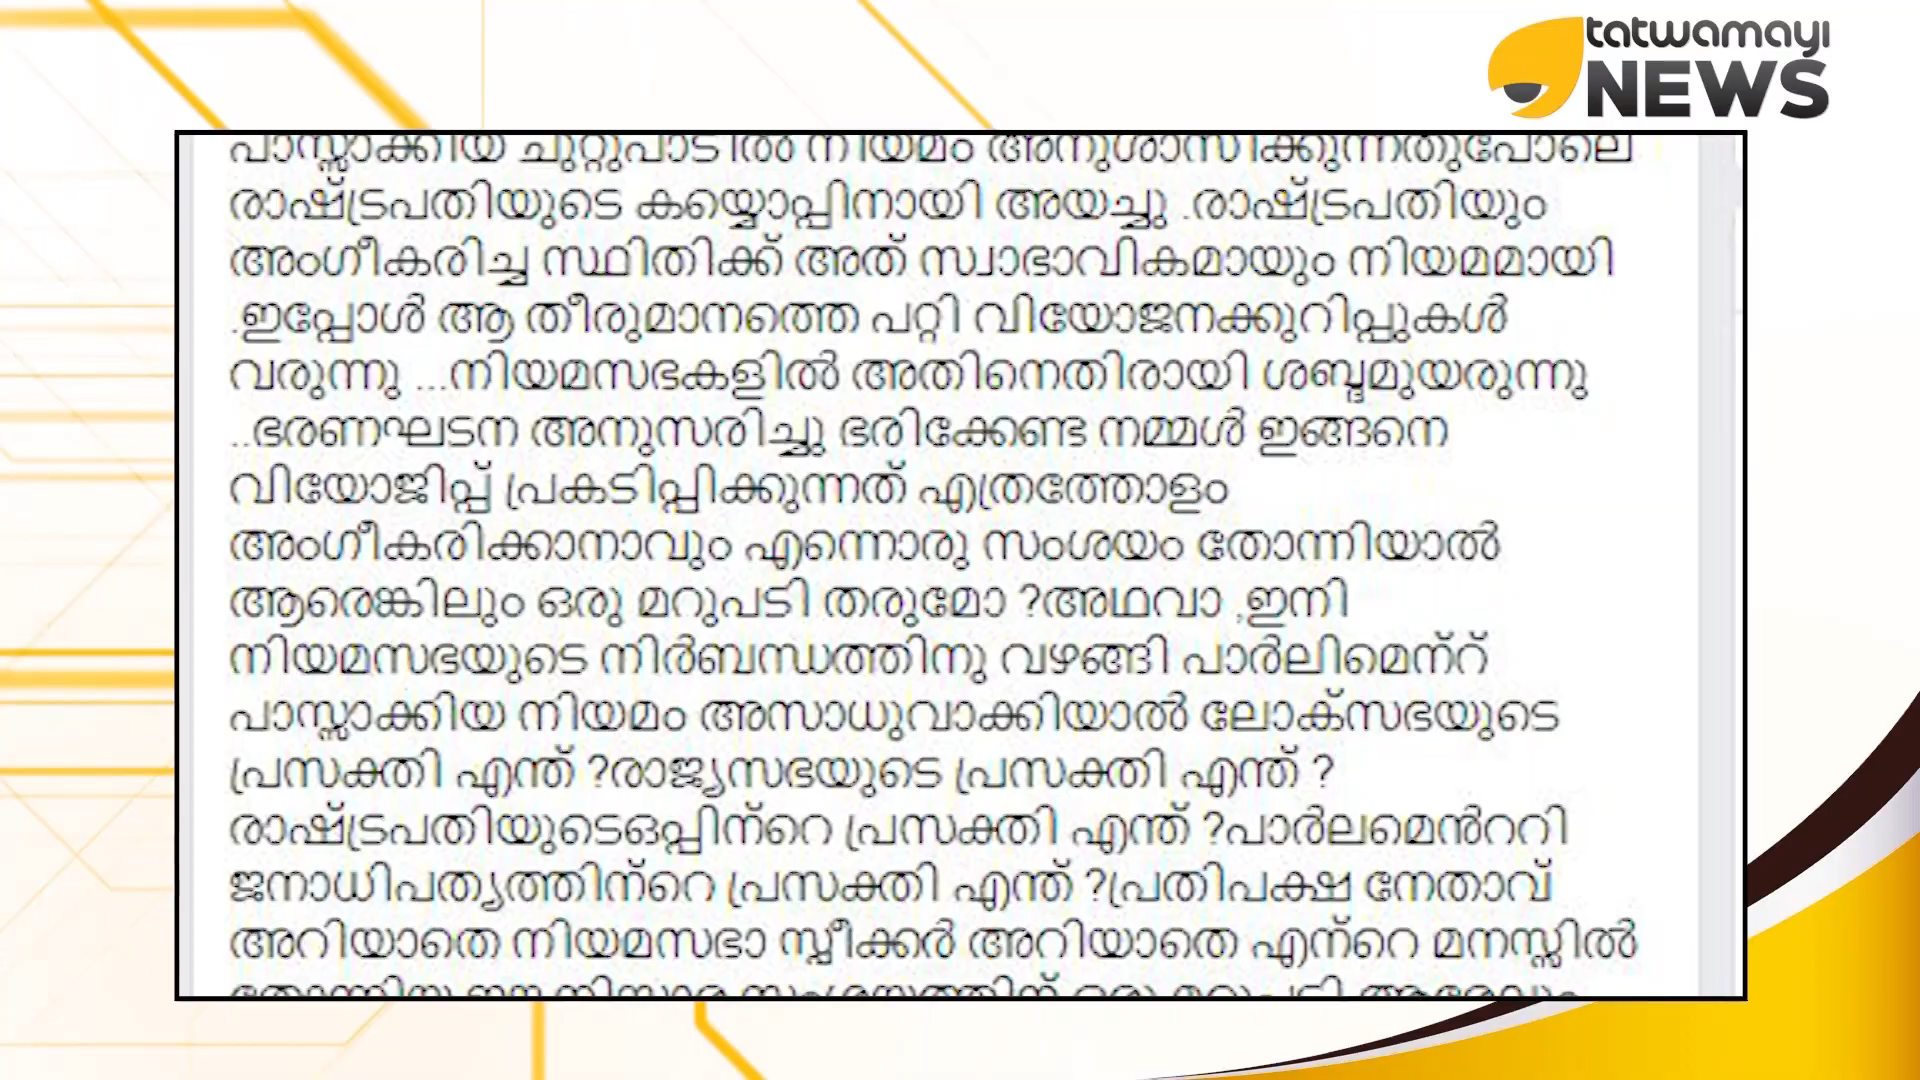 tatwamayi
NEWS
പാസ്സാക്കിയ ചുറ്റുപാടിൽ നിയമം അനുശാസിക്കുന്നതുപോലെ
രാഷ്ട്രപതിയുടെ കയ്യൊപ്പിനായി അയച്ചു .രാഷ്ട്രപതിയും
അംഗീകരിച്ച സ്ഥിതിക്ക് അത് സ്വാഭാവികമായും നിയമമായി
.ഇപ്പോൾ ആ തീരുമാനത്തെ പറ്റി വിയോജനക്കുറിപ്പുകൾ
വരുന്നു ...നിയമസഭകളിൽ അതിനെതിരായി ശബ്ദമുയരുന്നു
..ഭരണഘടന അനുസരിച്ചു ഭരിക്കേണ്ട നമ്മൾ ഇങ്ങനെ
വിയോജിപ്പ് പ്രകടിപ്പിക്കുന്നത് എത്രത്തോളം
അംഗീകരിക്കാനാവും എന്നൊരു സംശയം തോന്നിയാൽ
ആരെങ്കിലും ഒരു മറുപടി തരുമോ ?അഥവാ ,ഇനി
നിയമസഭയുടെ നിർബന്ധത്തിനു വഴങ്ങി പാർലിമെന്റ്
പാസ്സാക്കിയ നിയമം അസാധുവാക്കിയാൽ ലോക്സഭയുടെ
പ്രസക്തി എന്ത് ?രാജ്യസഭയുടെ പ്രസക്തി എന്ത് ?
രാഷ്ട്രപതിയുടെഒപ്പിന്റെ പ്രസക്തി എന്ത് ?പാർലമെൻററി
ജനാധിപത്യത്തിന്റെ പ്രസക്തി എന്ത് ?പ്രതിപക്ഷ നേതാവ്
അറിയാതെ നിയമസഭാ സ്പീക്കർ അറിയാതെ എന്റെ മനസ്സിൽ